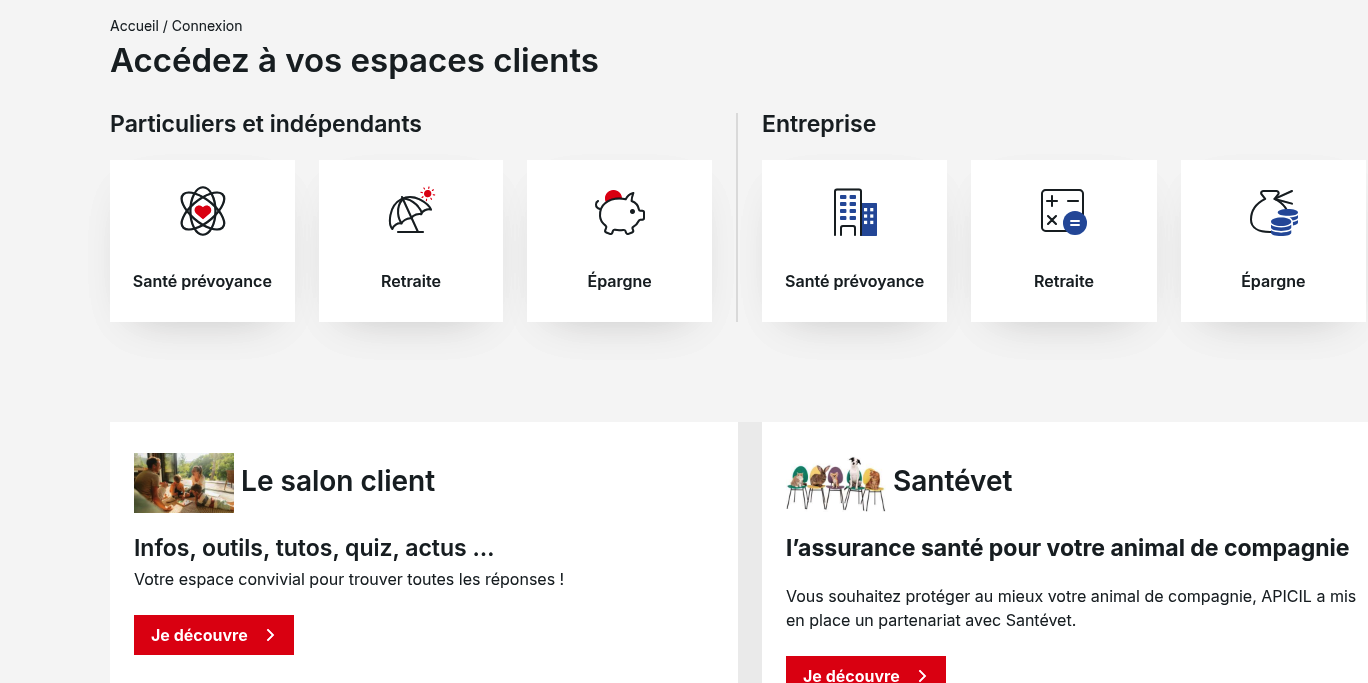 Accueil / Connexion
Accédez à vos espaces clients
Particuliers et indépendants
Santé prévoyance
Retraite
Épargne
Entreprise
Santé prévoyance
Retraite
Épargne
Le salon client
Infos, outils, tutos, quiz, actus ...
Votre espace convivial pour trouver toutes les réponses !
Je découvre
Santévet
l’assurance santé pour votre animal de compagnie
Vous souhaitez protéger au mieux votre animal de compagnie, APICIL a mis
en place un partenariat avec Santévet.
Je découvre